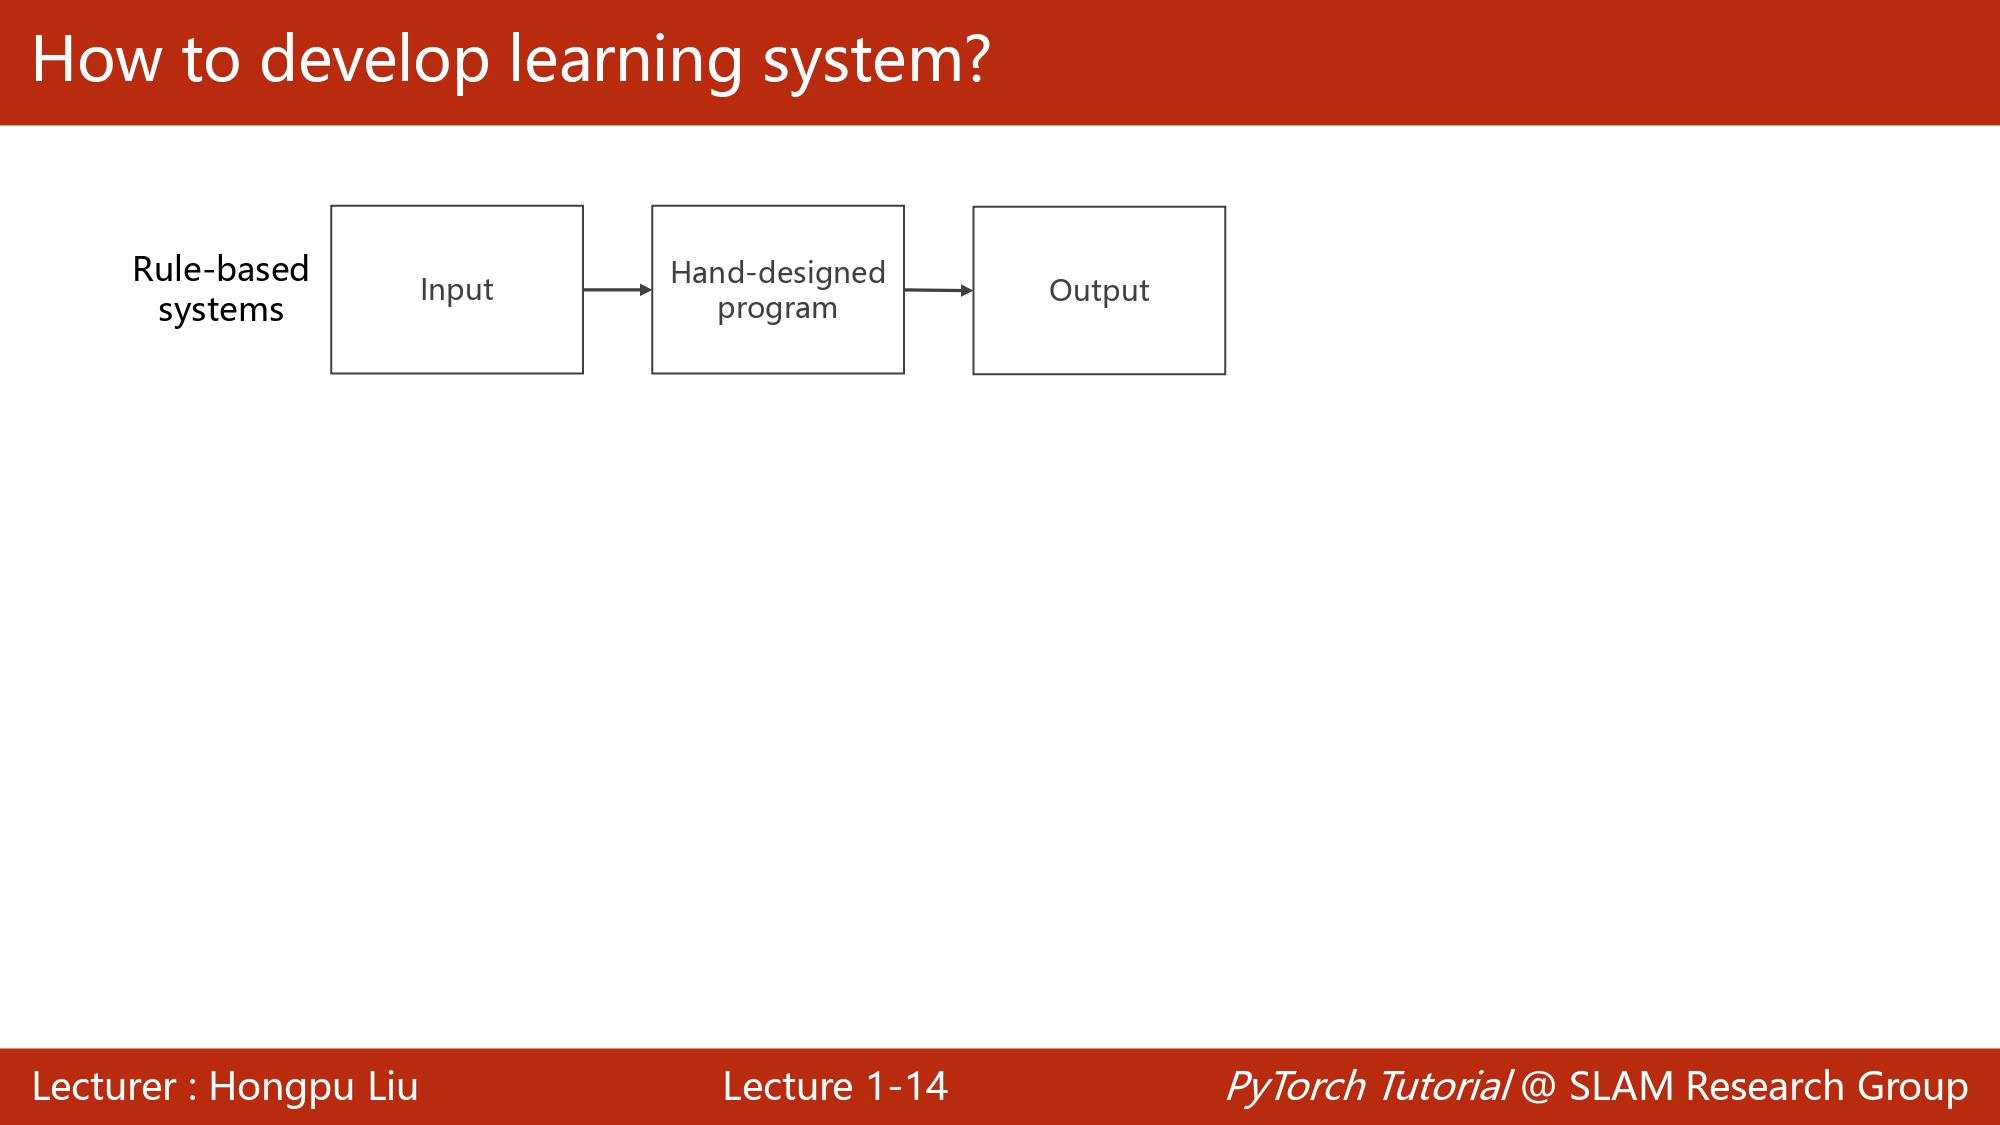 How to develop learning system?
Rule-based
systems
Input
Hand-designed
program
Output
Lecturer : Hongpu Liu
Lecture 1-14
PyTorch Tutorial @ SLAM Research Group